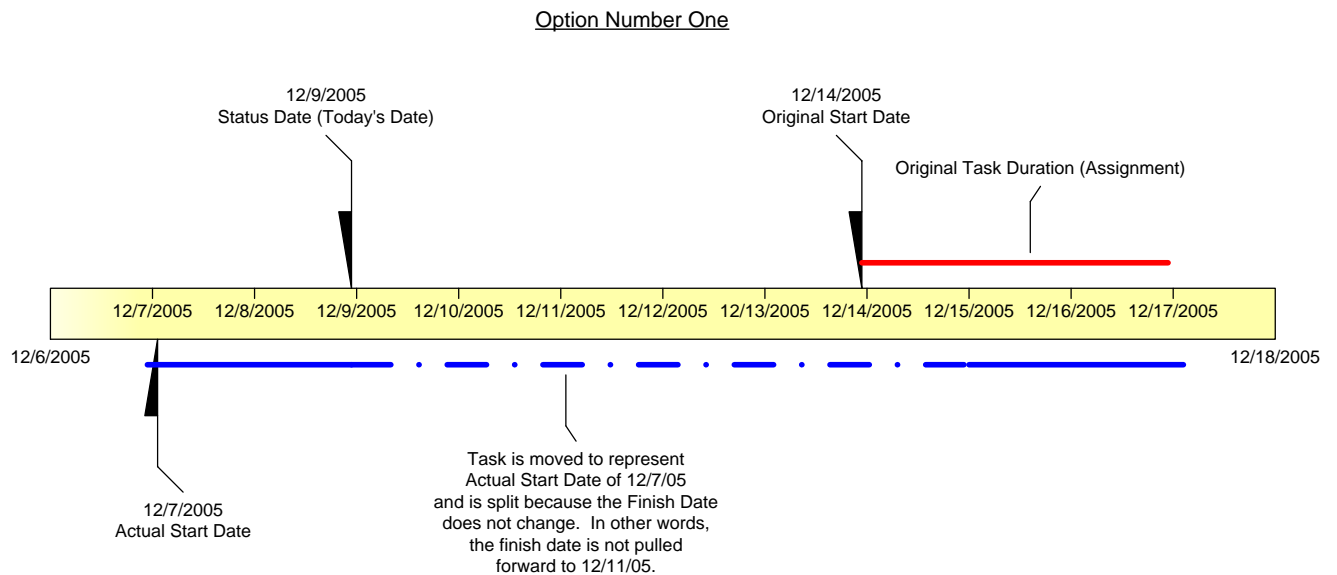 Option Number One
12/9/2005
Status Date (Today's Date)
12/14/2005
Original Start Date
Original Task Duration (Assignment)
12/7/2005 12/8/2005 12/9/2005 12/10/2005 12/11/2005 12/12/2005 12/13/2005 12/14/2005 12/15/2005 12/16/2005 12/17/2005
12/6/2005
12/18/2005
12/7/2005
Actual Start Date
Task is moved to represent
Actual Start Date of 12/7/05
and is split because the Finish Date
does not change.  In other words,
the finish date is not pulled
forward to 12/11/05.